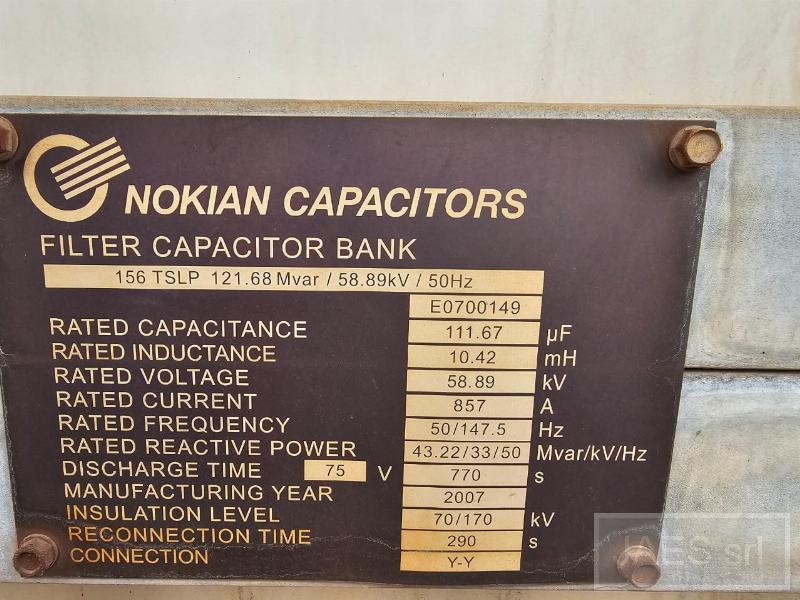 NOKIAN CAPACITORS
FILTER CAPACITOR BANK
156 TSLP 121.68 Mvar / 58.89kV / 50Hz
E0700149
RATED CAPACITANCE 111.67 µF
RATED INDUCTANCE 10.42 mH
RATED VOLTAGE 58.89 kV
RATED CURRENT 857 A
RATED FREQUENCY 50/147.5 Hz
RATED REACTIVE POWER 43.22/33/50 Mvar/kV/Hz
DISCHARGE TIME 75 V 770 s
MANUFACTURING YEAR 2007
INSULATION LEVEL 70/170 kV
RECONNECTION TIME 290 s
CONNECTION Y-Y
IAES srl